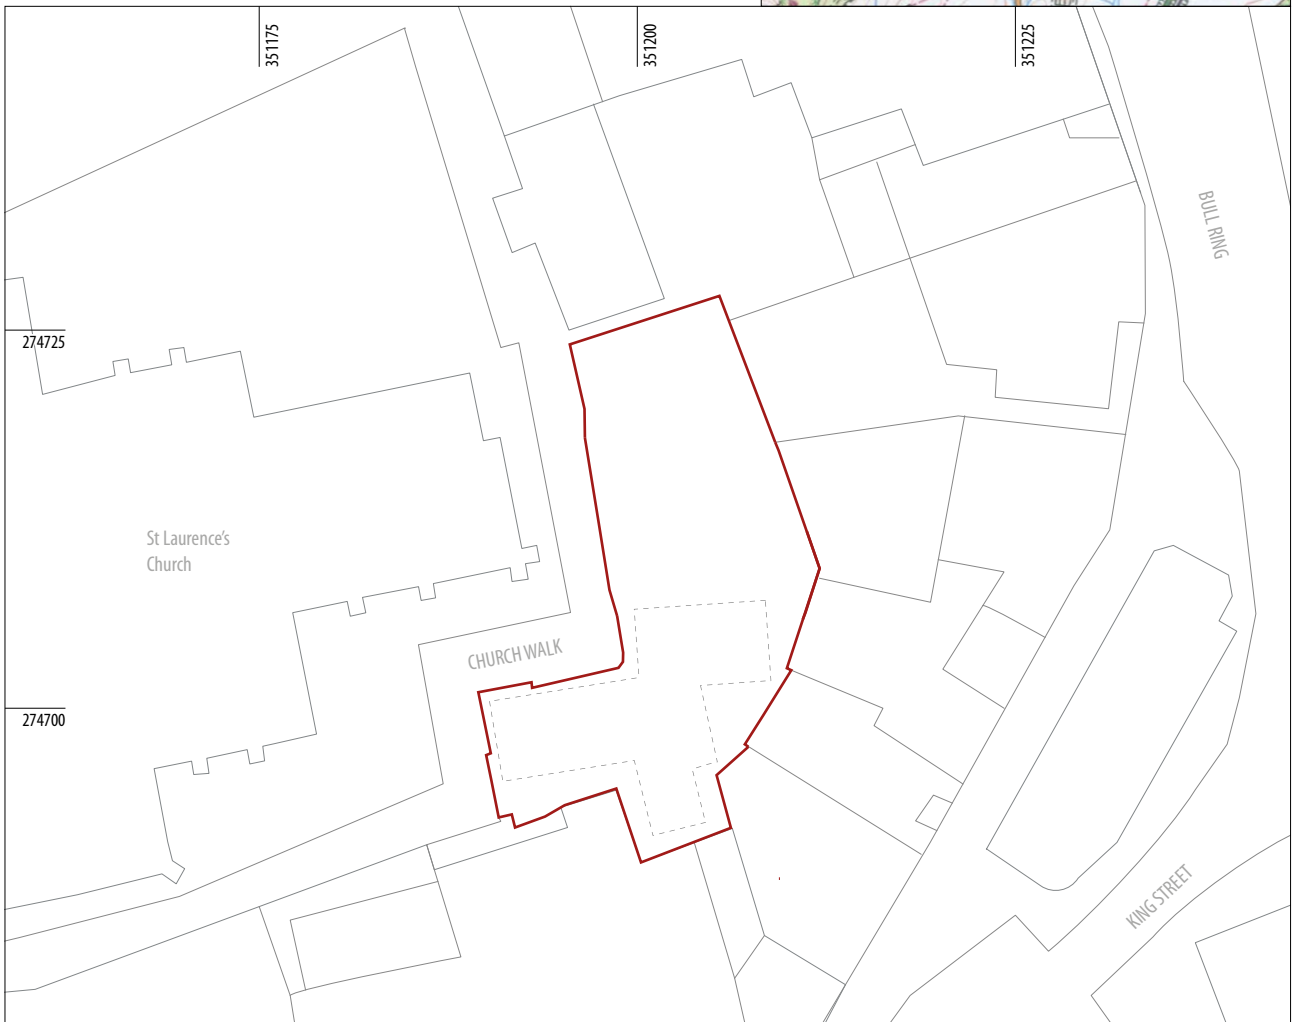 351175
351200
351225
BULL RING
274725
St Laurence's
Church
CHURCH WALK
274700
KING STREET